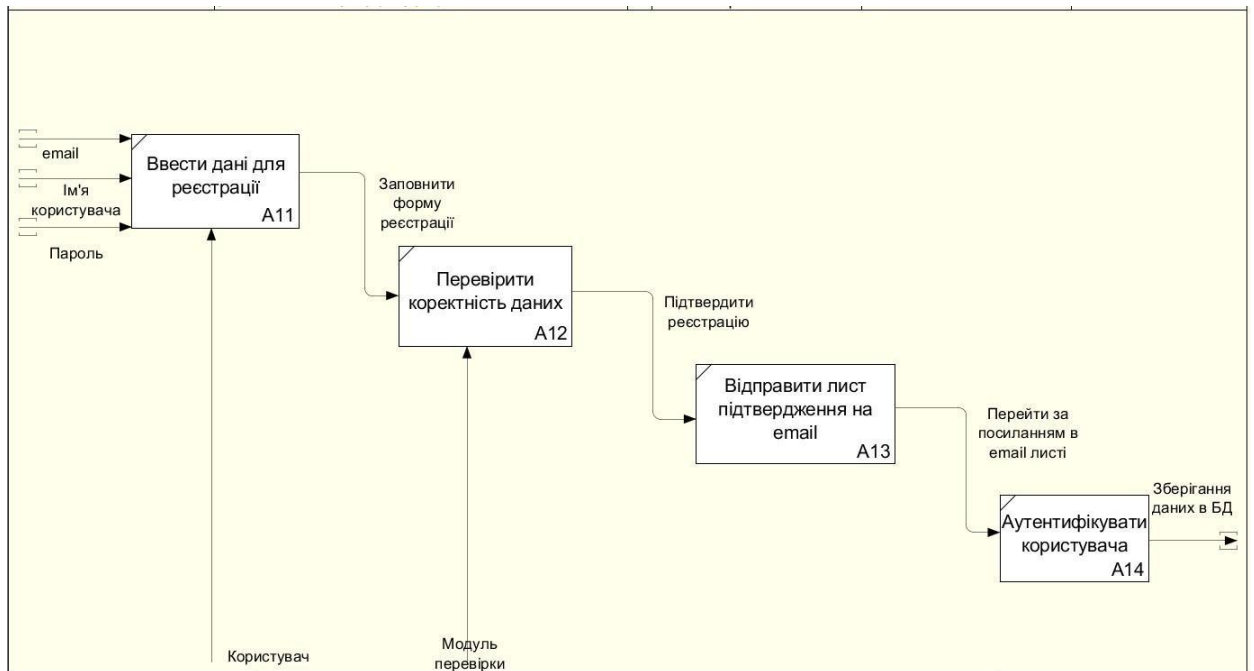 email
Ім'я
користувача
Пароль
Ввести дані для
реєстрації
A11
Заповнити
форму
реєстрації
Перевірити
коректність даних
A12
Підтвердити
реєстрацію
Відправити лист
підтвердження на
email
A13
Перейти за
посиланням в
email листі
Аутентифікувати
користувача
A14
Зберігання
даних в БД
Користувач
Модуль
перевірки